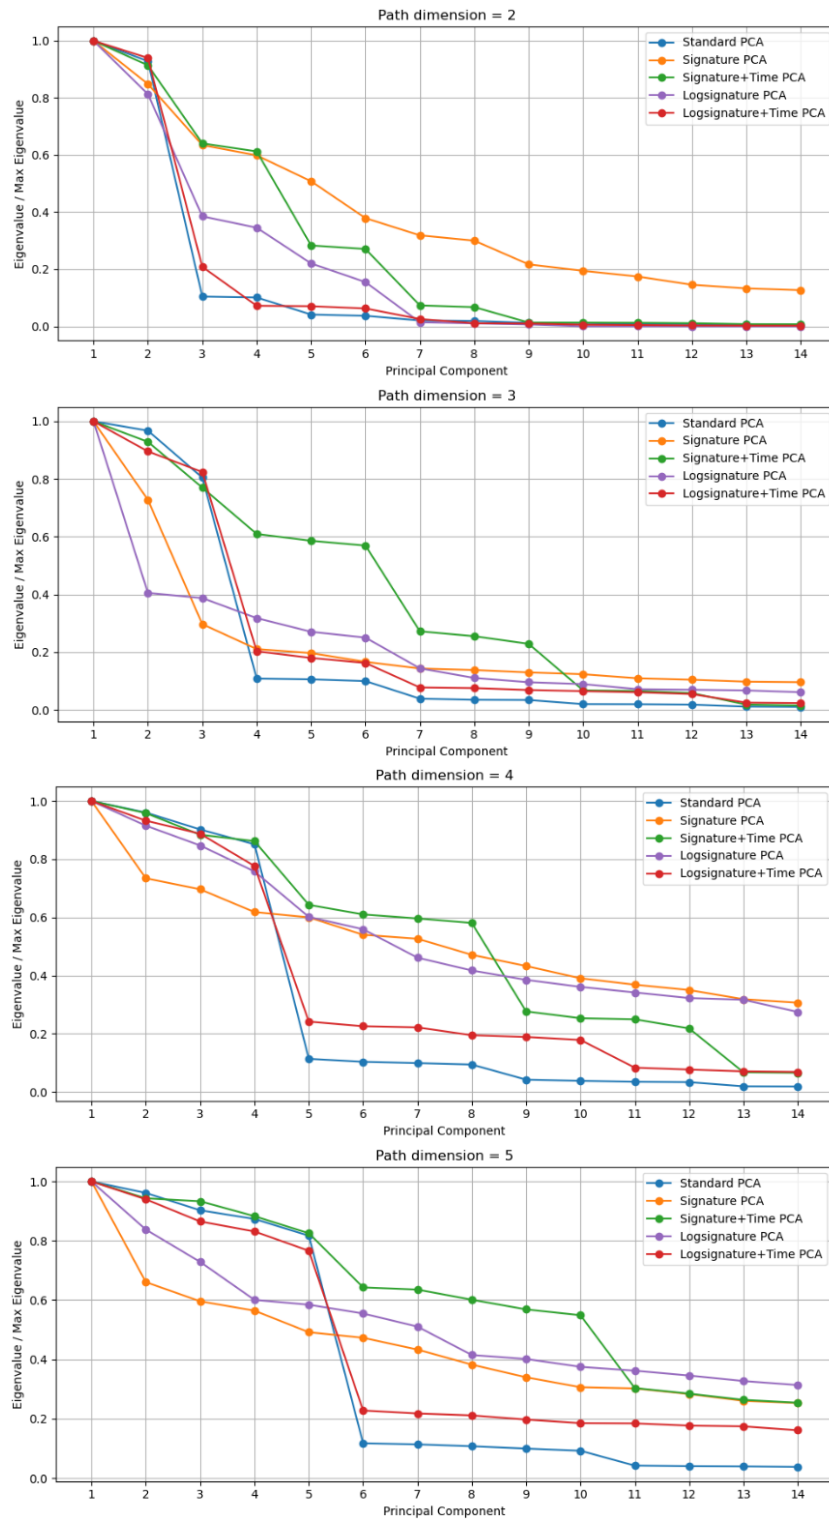 Path dimension = 2
1.0
0.8
0.6
0.4
0.2
0.0
Eigenvalue / Max Eigenvalue
Standard PCA
Signature PCA
Signature+Time PCA
Logsignature PCA
Logsignature+Time PCA
1 2 3 4 5 6 7 8 9 10 11 12 13 14
Principal Component
Path dimension = 3
1.0
0.8
0.6
0.4
0.2
0.0
Eigenvalue / Max Eigenvalue
Standard PCA
Signature PCA
Signature+Time PCA
Logsignature PCA
Logsignature+Time PCA
1 2 3 4 5 6 7 8 9 10 11 12 13 14
Principal Component
Path dimension = 4
1.0
0.8
0.6
0.4
0.2
0.0
Eigenvalue / Max Eigenvalue
Standard PCA
Signature PCA
Signature+Time PCA
Logsignature PCA
Logsignature+Time PCA
1 2 3 4 5 6 7 8 9 10 11 12 13 14
Principal Component
Path dimension = 5
1.0
0.8
0.6
0.4
0.2
0.0
Eigenvalue / Max Eigenvalue
Standard PCA
Signature PCA
Signature+Time PCA
Logsignature PCA
Logsignature+Time PCA
1 2 3 4 5 6 7 8 9 10 11 12 13 14
Principal Component